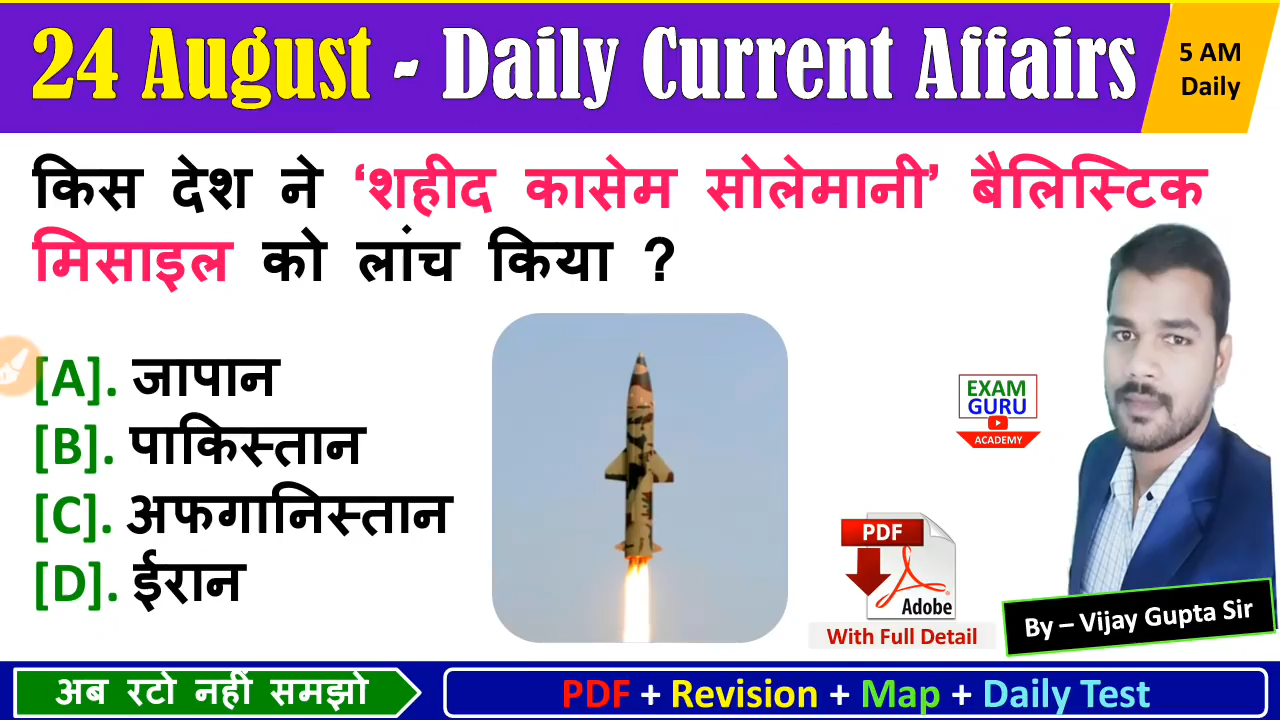 24 August - Daily Current Affairs
5 AM
Daily
किस देश ने ‘शहीद कासेम सोलेमानी’ बैलिस्टिक
मिसाइल को लांच किया ?
[A]. जापान
[B]. पाकिस्तान
[C]. अफगानिस्तान
[D]. ईरान
EXAM
GURU
ACADEMY
PDF
Adobe
With Full Detail
By – Vijay Gupta Sir
अब रटो नहीं समझो
PDF + Revision + Map + Daily Test